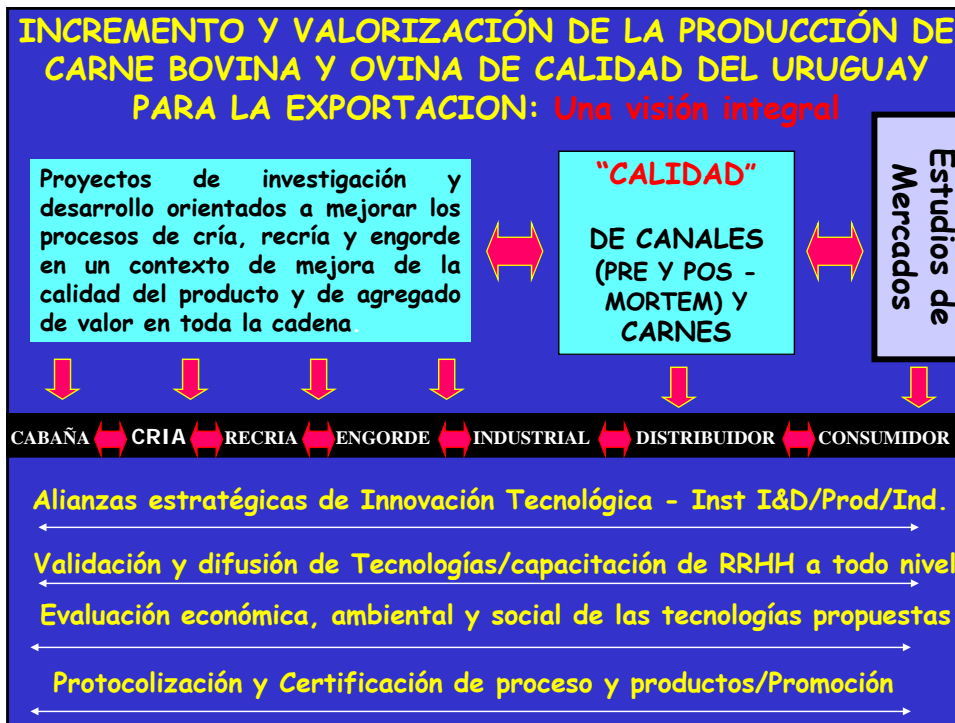 INCREMENTO Y VALORIZACIÓN DE LA PRODUCCIÓN DE
CARNE BOVINA Y OVINA DE CALIDAD DEL URUGUAY
PARA LA EXPORTACION: Una visión integral
Proyectos de investigación y
desarrollo orientados a mejorar los
procesos de cría, recría y engorde
en un contexto de mejora de la
calidad del producto y de agregado
de valor en toda la cadena.
“CALIDAD”
DE CANALES
(PRE Y POS -
MORTEM) Y
CARNES
Estudios de
Mercados
CABAÑA CRIA RECRIA ENGORDE INDUSTRIAL DISTRIBUIDOR CONSUMIDOR
Alianzas estratégicas de Innovación Tecnológica - Inst I&D/Prod/Ind.
Validación y difusión de Tecnologías/capacitación de RRHH a todo nivel
Evaluación económica, ambiental y social de las tecnologías propuestas
Protocolización y Certificación de proceso y productos/Promoción